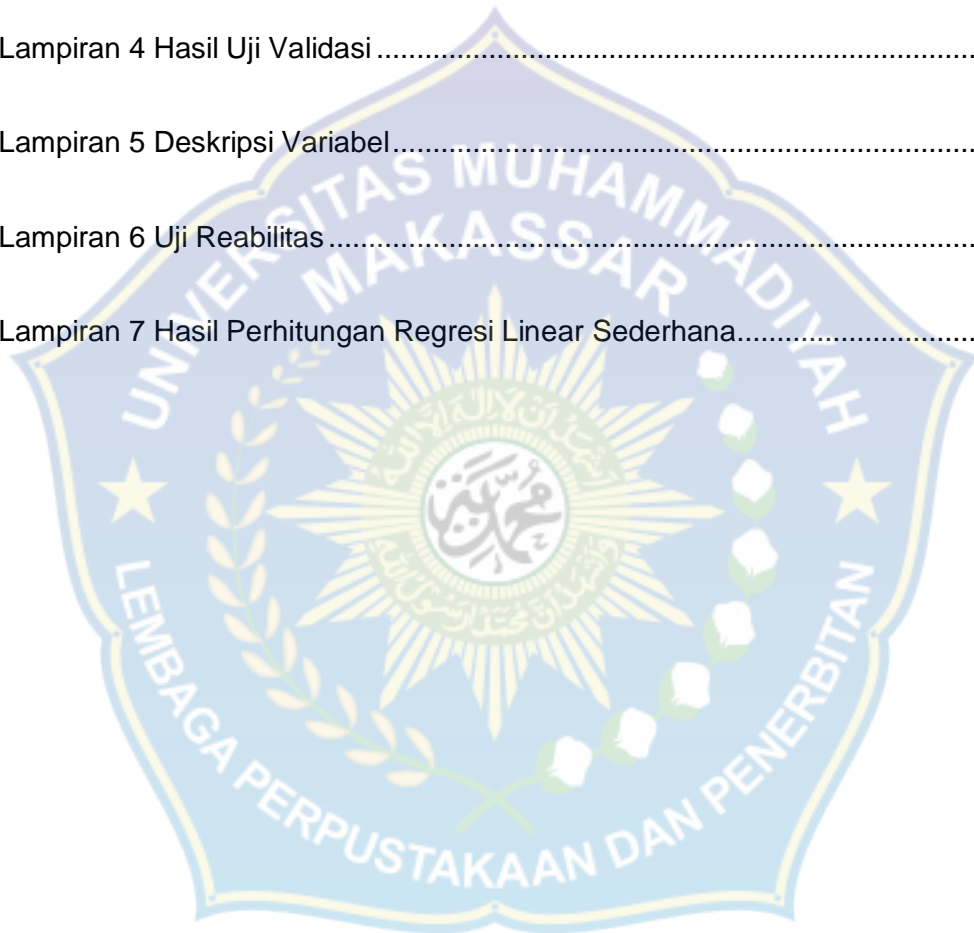 Lampiran 4 Hasil Uji Validasi ............................................................................
Lampiran 5 Deskripsi Variabel..........................................................................
Lampiran 6 Uji Reabilitas ..................................................................................
Lampiran 7 Hasil Perhitungan Regresi Linear Sederhana..............................
UNIVERSITAS MUHAMMADIYAH
MAKASSAR
LEMBAGA PERPUSTAKAAN DAN PENERBITAN